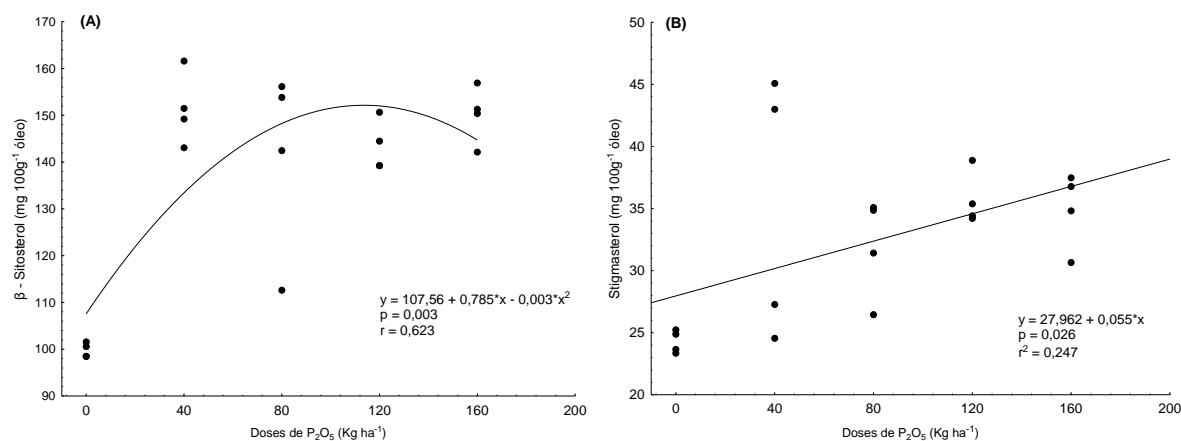 (A)
170
160
150
140
130
120
110
100
90
β - Sitosterol (mg 100g⁻¹ óleo)
y = 107,56 + 0,785*x - 0,003*x²
p = 0,003
r = 0,623
0 40 80 120 160 200
Doses de P₂O₅ (Kg ha⁻¹)
(B)
50
45
40
35
30
25
20
Stigmasterol (mg 100g⁻¹ óleo)
y = 27,962 + 0,055*x
p = 0,026
r² = 0,247
0 40 80 120 160 200
Doses de P₂O₅ (Kg ha⁻¹)